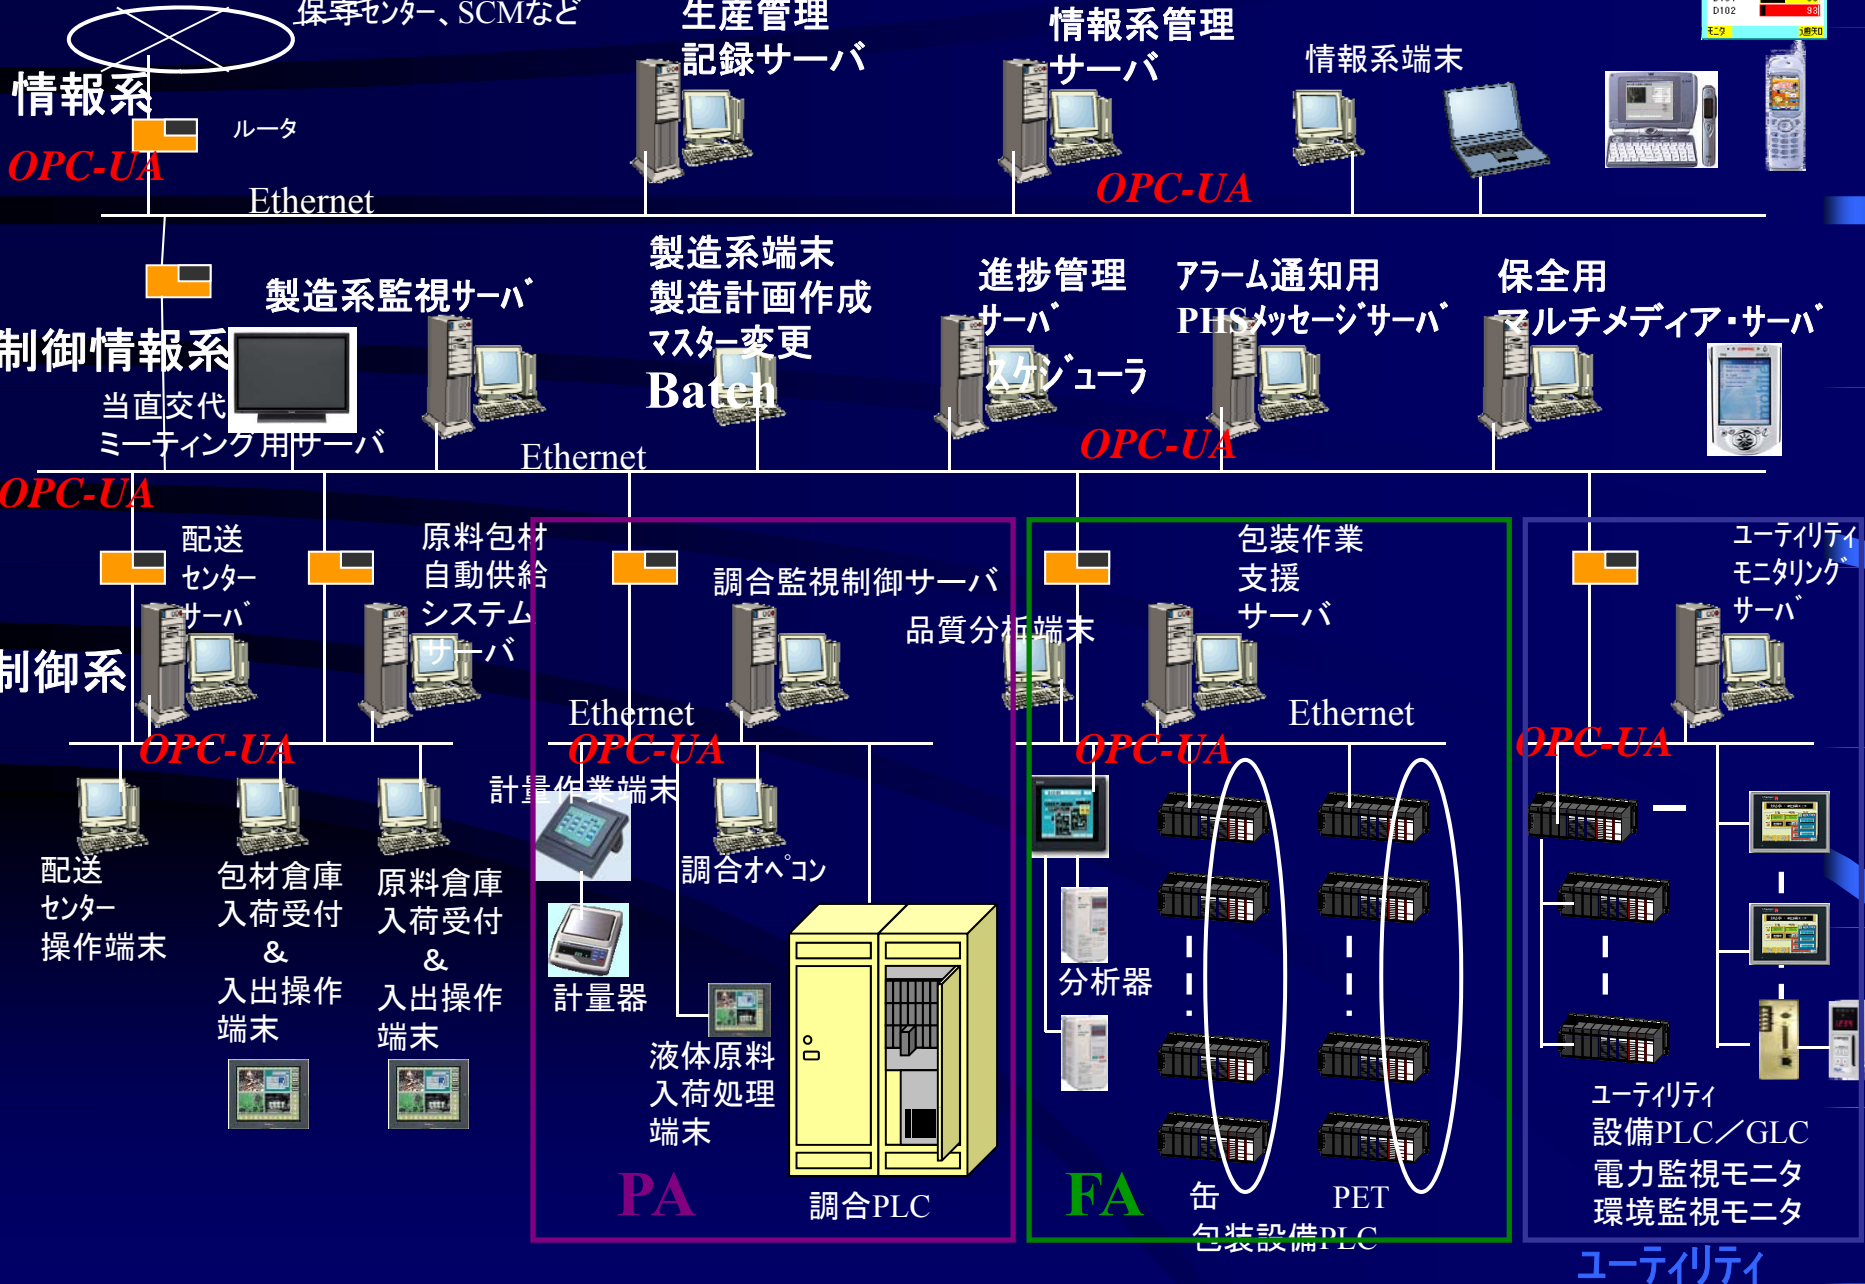 保等センター、SCMなど
生産管理
記録サーバ
情報系管理
サーバ
情報系端末
D102
93
モニタ
情報系
ルータ
OPC-UA
Ethernet
OPC-UA
製造系監視サーバ
製造系端末
製造計画作成
マスター変更
Batch
進捗管理
サーバ
スケジューラ
アラーム通知用
PHSメッセージサーバ
保全用
マルチメディア・サーバ
制御情報系
当直交代
ミーティング用サーバ
Ethernet
OPC-UA
OPC-UA
配送
センター
サーバ
原料包材
自動供給
システム
サーバ
調合監視制御サーバ
品質分析端末
包装作業
支援
サーバ
ユーティリティ
モニタリング
サーバ
制御系
Ethernet
Ethernet
OPC-UA
OPC-UA
OPC-UA
OPC-UA
計量作業端末
調合オペコン
配送
センター
操作端末
包材倉庫
入荷受付
&
入出操作
端末
原料倉庫
入荷受付
&
入出操作
端末
計量器
液体原料
入荷処理
端末
分析器
調合PLC
缶
PET
包装設備PLC
ユーティリティ
設備PLC/GLC
電力監視モニタ
環境監視モニタ
PA
FA
ユーティリティ